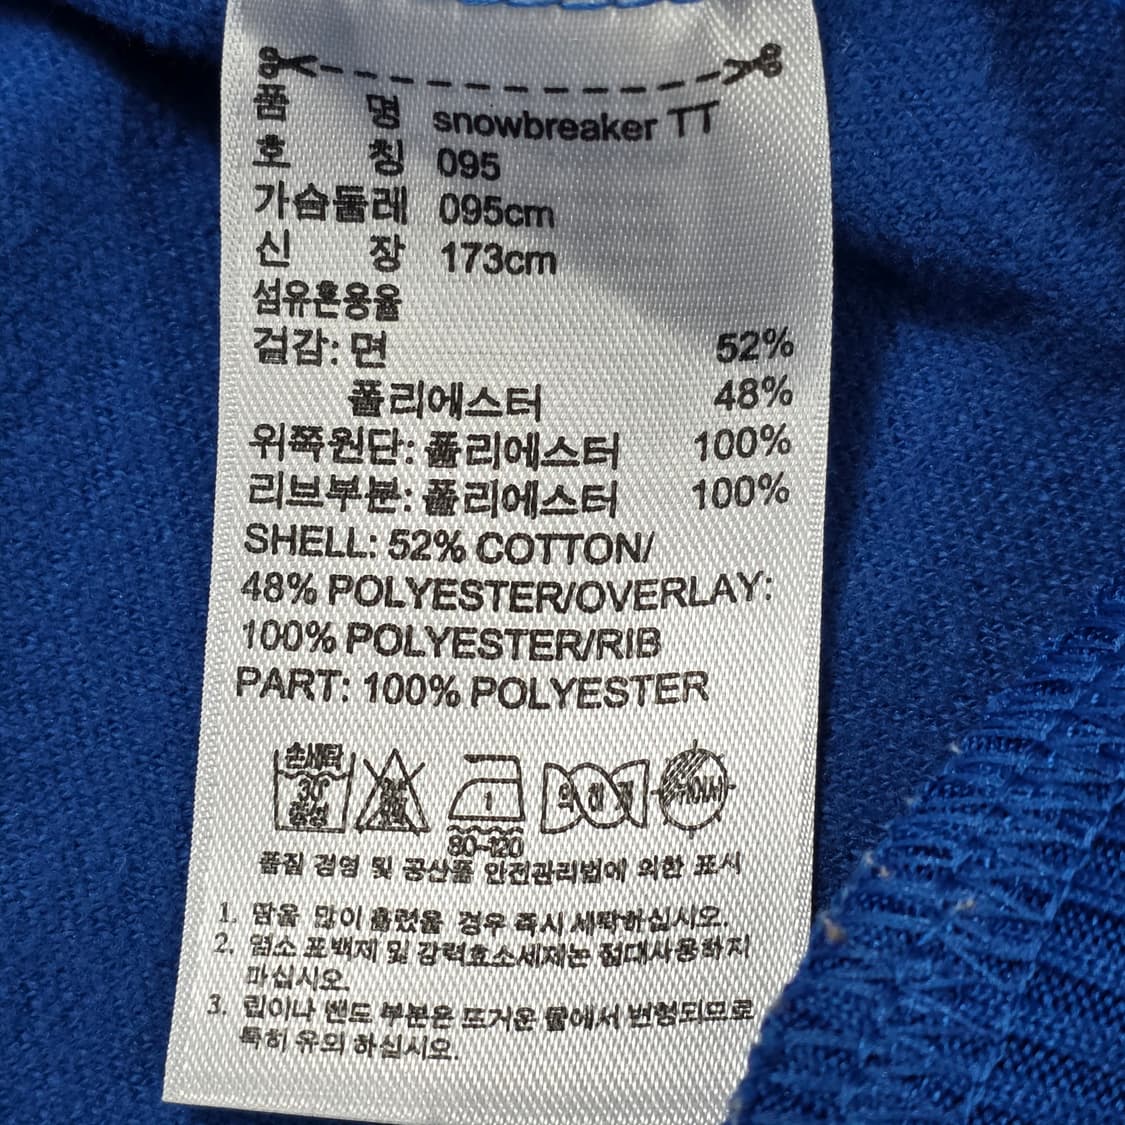 품 명 snowbreaker TT
호 칭 095
가슴둘레 095cm
신 장 173cm
섬유혼용율
겉감: 면 52%
폴리에스터 48%
위쪽원단: 폴리에스터 100%
리브부분: 폴리에스터 100%
SHELL: 52% COTTON/
48% POLYESTER/OVERLAY:
100% POLYESTER/RIB
PART: 100% POLYESTER
손세탁
30°
중성
1
80-120
품질 경영 및 공산품 안전관리법에 의한 표시
1. 땀을 많이 흘렸을 경우 즉시 세탁하십시오.
2. 염소 표백제 및 강력효소세제는 절대사용하지
마십시오.
3. 립이나 밴드 부분은 뜨거운 물에서 변형되므로
특히 유의 하십시오.